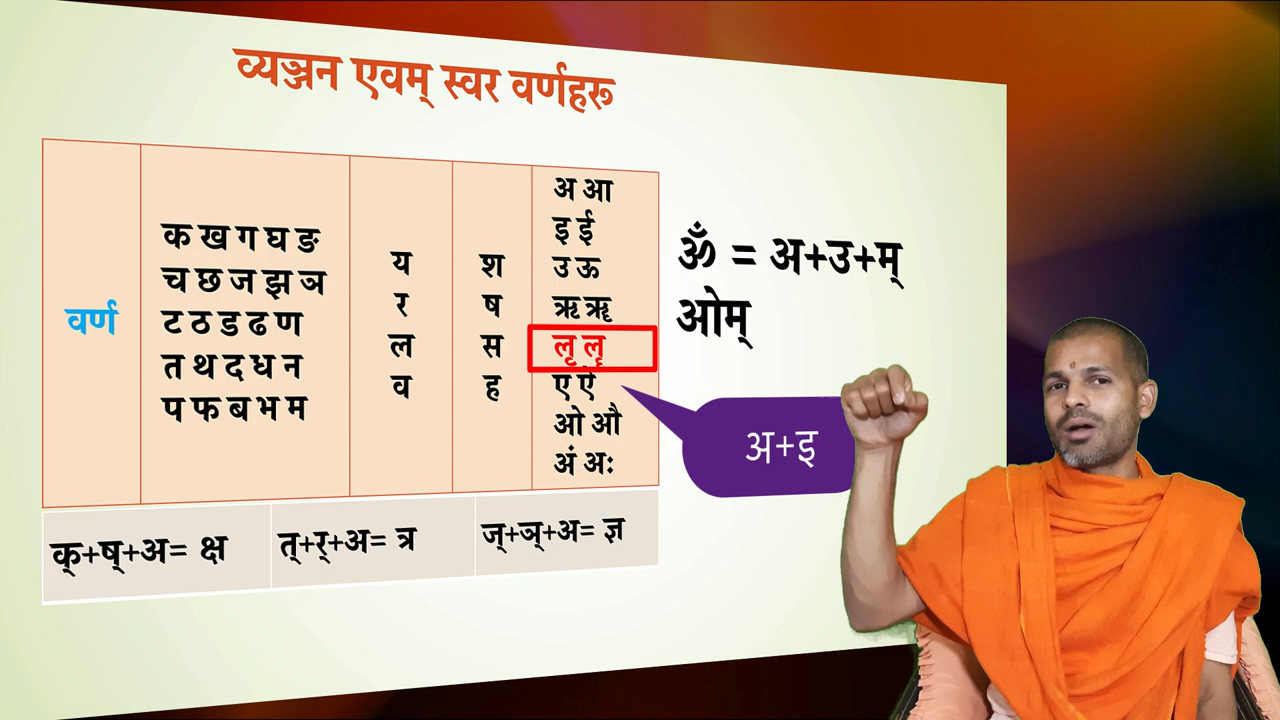 व्यञ्जन एवम् स्वर वर्णहरू
वर्ण
क ख ग घ ङ
च छ ज झ ञ
ट ठ ड ढ ण
त थ द ध न
प फ ब भ म
य
र
ल
व
श
ष
स
ह
अ आ
इ ई
उ ऊ
ऋ ॠ
लृ लॄ
ए ऐ
ओ औ
अं अः
क्+ष्+अ= क्ष
त्+र्+अ= त्र
ज्+ञ्+अ= ज्ञ
ॐ = अ+उ+म्
ओम्
अ+इ